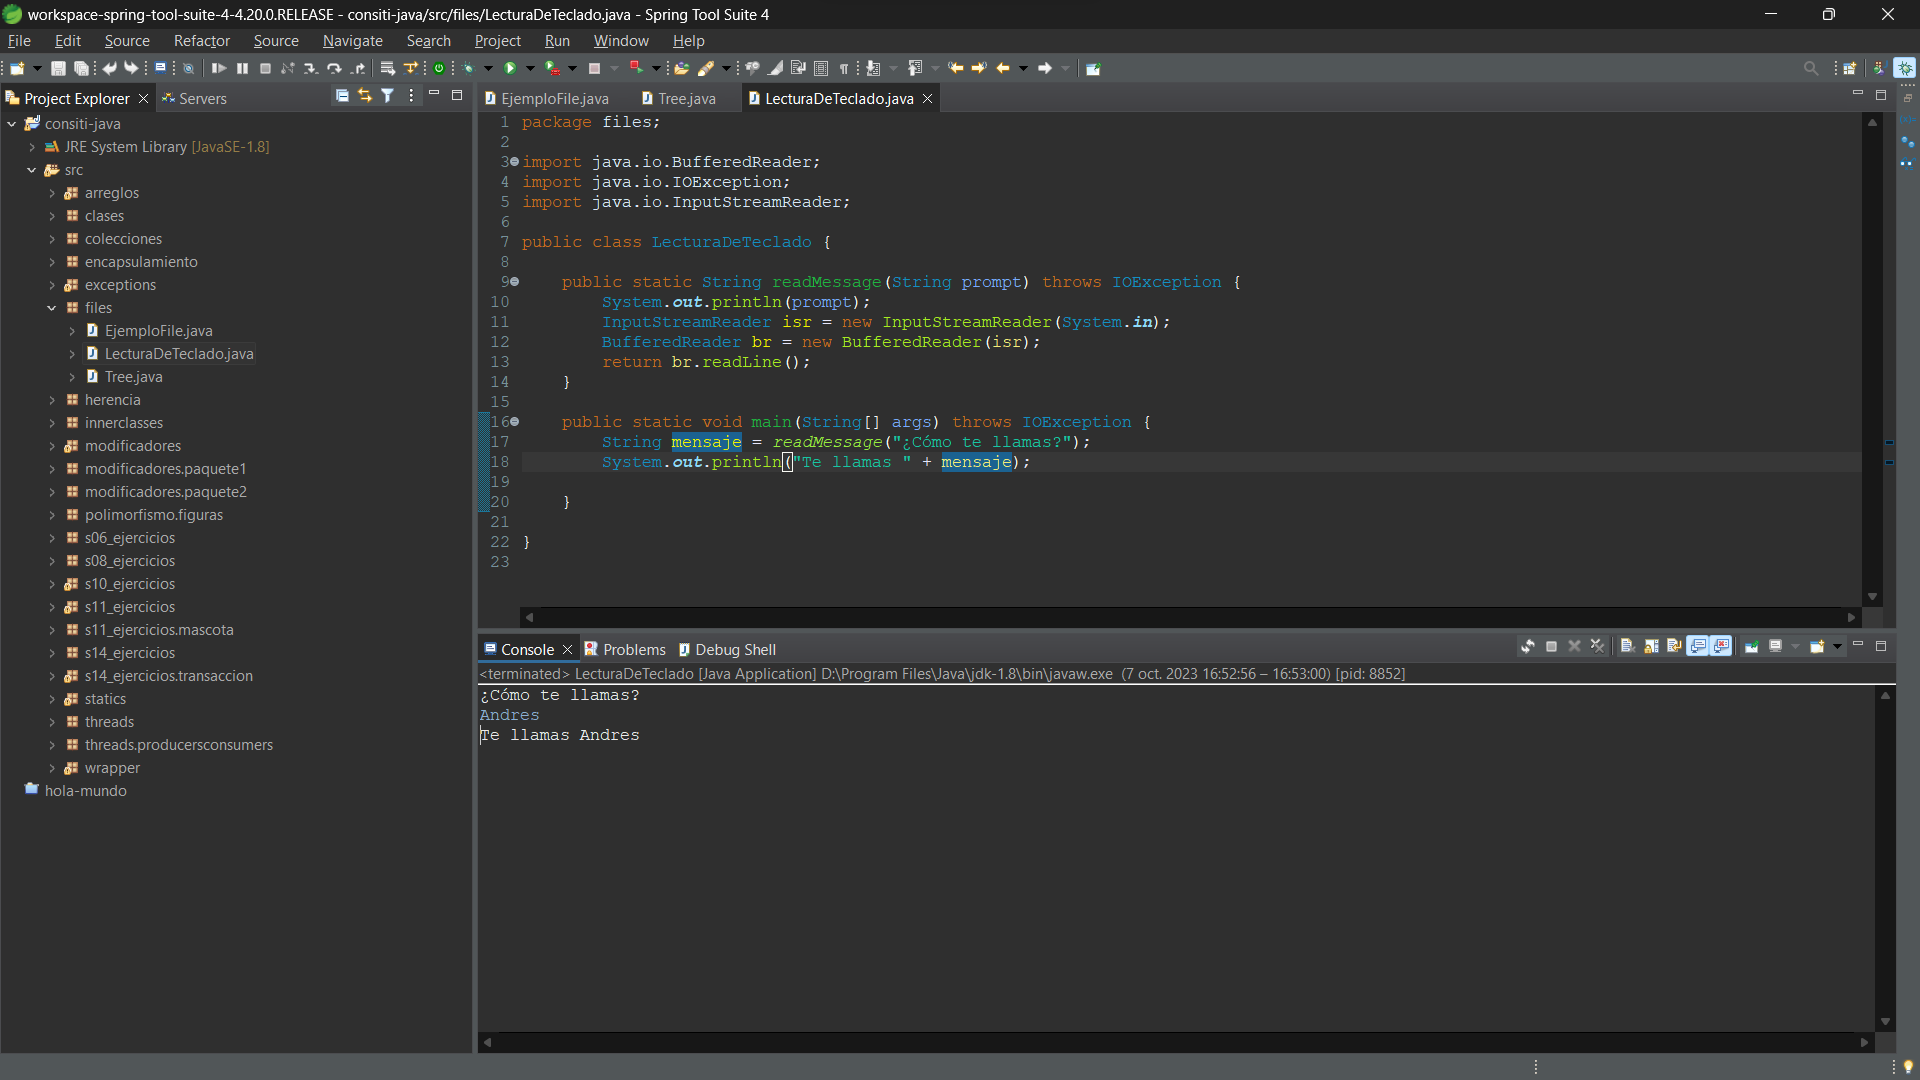 workspace-spring-tool-suite-4-4.20.0.RELEASE - consiti-java/src/files/LecturaDeTeclado.java - Spring Tool Suite 4
File Edit Source Refactor Source Navigate Search Project Run Window Help
Project Explorer Servers
consiti-java
JRE System Library [JavaSE-1.8]
src
arreglos
clases
colecciones
encapsulamiento
exceptions
files
EjemploFile.java
LecturaDeTeclado.java
Tree.java
herencia
innerclasses
modificadores
modificadores.paquete1
modificadores.paquete2
polimorfismo.figuras
s06_ejercicios
s08_ejercicios
s10_ejercicios
s11_ejercicios
s11_ejercicios.mascota
s14_ejercicios
s14_ejercicios.transaccion
statics
threads
threads.producersconsumers
wrapper
hola-mundo
EjemploFile.java Tree.java LecturaDeTeclado.java
1 package files;
2
3 import java.io.BufferedReader;
4 import java.io.IOException;
5 import java.io.InputStreamReader;
6
7 public class LecturaDeTeclado {
8
9 public static String readMessage(String prompt) throws IOException {
10 System.out.println(prompt);
11 InputStreamReader isr = new InputStreamReader(System.in);
12 BufferedReader br = new BufferedReader(isr);
13 return br.readLine();
14 }
15
16 public static void main(String[] args) throws IOException {
17 String mensaje = readMessage("¿Cómo te llamas?");
18 System.out.println("Te llamas " + mensaje);
19
20 }
21
22 }
23
Console Problems Debug Shell
<terminated> LecturaDeTeclado [Java Application] D:\Program Files\Java\jdk-1.8\bin\javaw.exe (7 oct. 2023 16:52:56 – 16:53:00) [pid: 8852]
¿Cómo te llamas?
Andres
Te llamas Andres